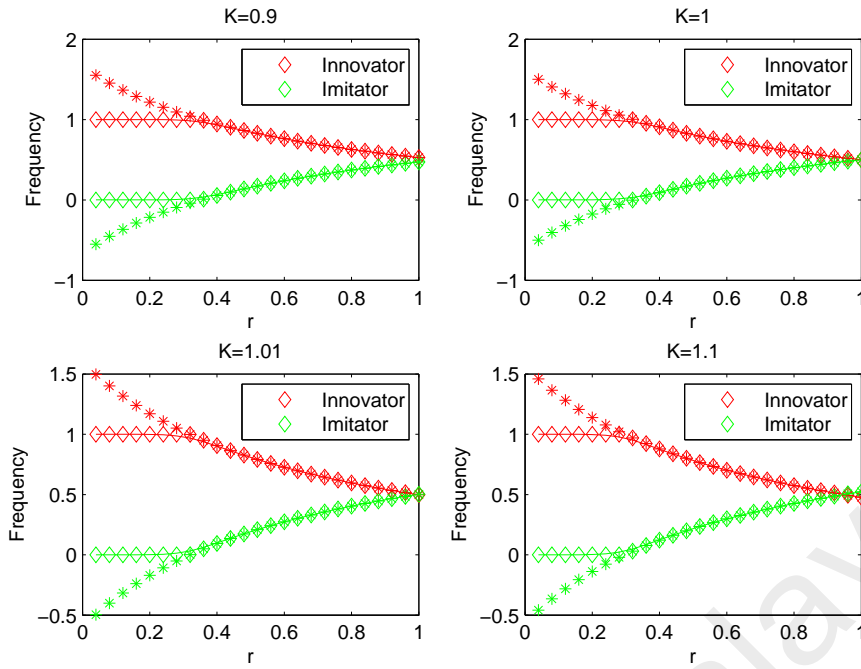 K=0.9
2
1
0
−1
0
0.2
0.4
0.6
0.8
1
Frequency
r
Innovator
Imitator
K=1
2
1
0
−1
0
0.2
0.4
0.6
0.8
1
Frequency
r
Innovator
Imitator
K=1.01
1.5
1
0.5
0
−0.5
0
0.2
0.4
0.6
0.8
1
Frequency
r
Innovator
Imitator
K=1.1
1.5
1
0.5
0
−0.5
0
0.2
0.4
0.6
0.8
1
Frequency
r
Innovator
Imitator